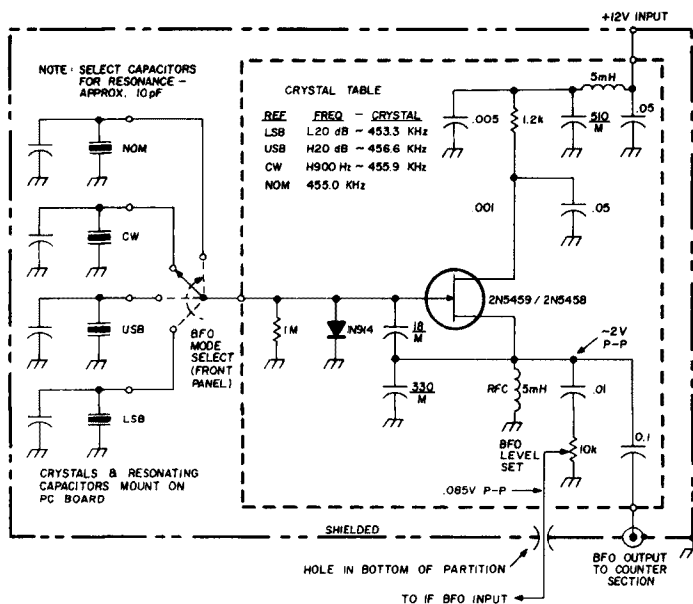 +12V INPUT
NOTE: SELECT CAPACITORS
FOR RESONANCE -
APPROX. 10pF
CRYSTAL TABLE
REF FREQ - CRYSTAL
LSB L20 dB ~ 453.3 KHz
USB H20 dB ~ 456.6 KHz
CW H900 Hz ~ 455.9 KHz
NOM 455.0 KHz
5mH
.005
1.2k
510
M
.05
NOM
CW
USB
LSB
.001
.05
2N5459 / 2N5458
BFO
MODE
SELECT
(FRONT
PANEL)
1M
1N914
18
M
330
M
~2V
P-P
RFC
5mH
.01
0.1
BFO
LEVEL
SET
10k
.085V P-P
CRYSTALS & RESONATING
CAPACITORS MOUNT ON
PC BOARD
SHIELDED
HOLE IN BOTTOM OF PARTITION
BFO OUTPUT
TO COUNTER
SECTION
TO IF BFO INPUT